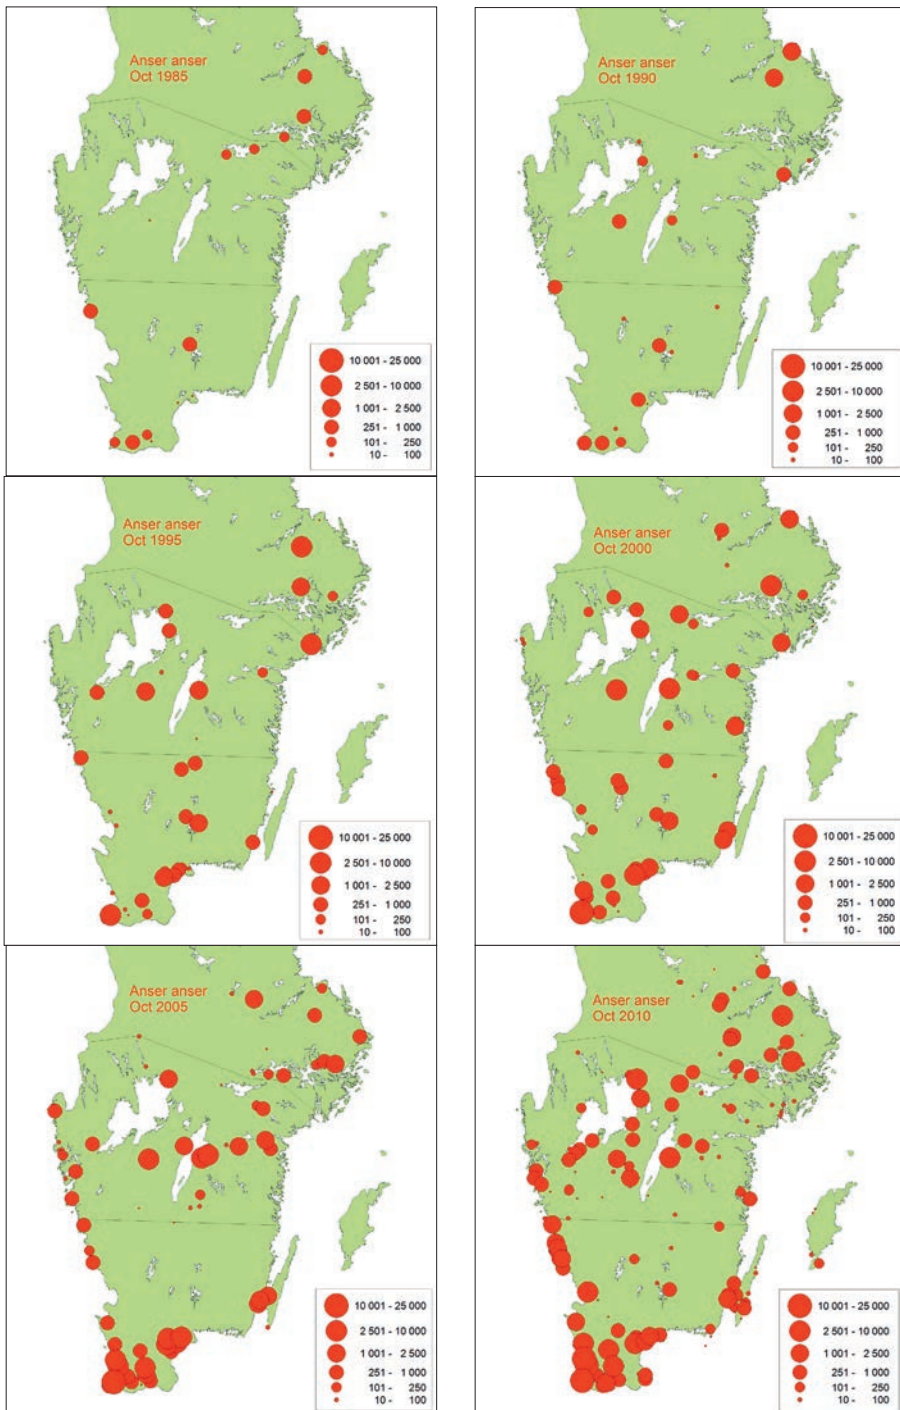 Anser anser
Oct 1985
10 001 - 25 000
2 501 - 10 000
1 001 - 2 500
251 - 1 000
101 - 250
10 - 100
Anser anser
Oct 1990
10 001 - 25 000
2 501 - 10 000
1 001 - 2 500
251 - 1 000
101 - 250
10 - 100
Anser anser
Oct 1995
10 001 - 25 000
2 501 - 10 000
1 001 - 2 500
251 - 1 000
101 - 250
10 - 100
Anser anser
Oct 2000
10 001 - 25 000
2 501 - 10 000
1 001 - 2 500
251 - 1 000
101 - 250
10 - 100
Anser anser
Oct 2005
10 001 - 25 000
2 501 - 10 000
1 001 - 2 500
251 - 1 000
101 - 250
10 - 100
Anser anser
Oct 2010
10 001 - 25 000
2 501 - 10 000
1 001 - 2 500
251 - 1 000
101 - 250
10 - 100